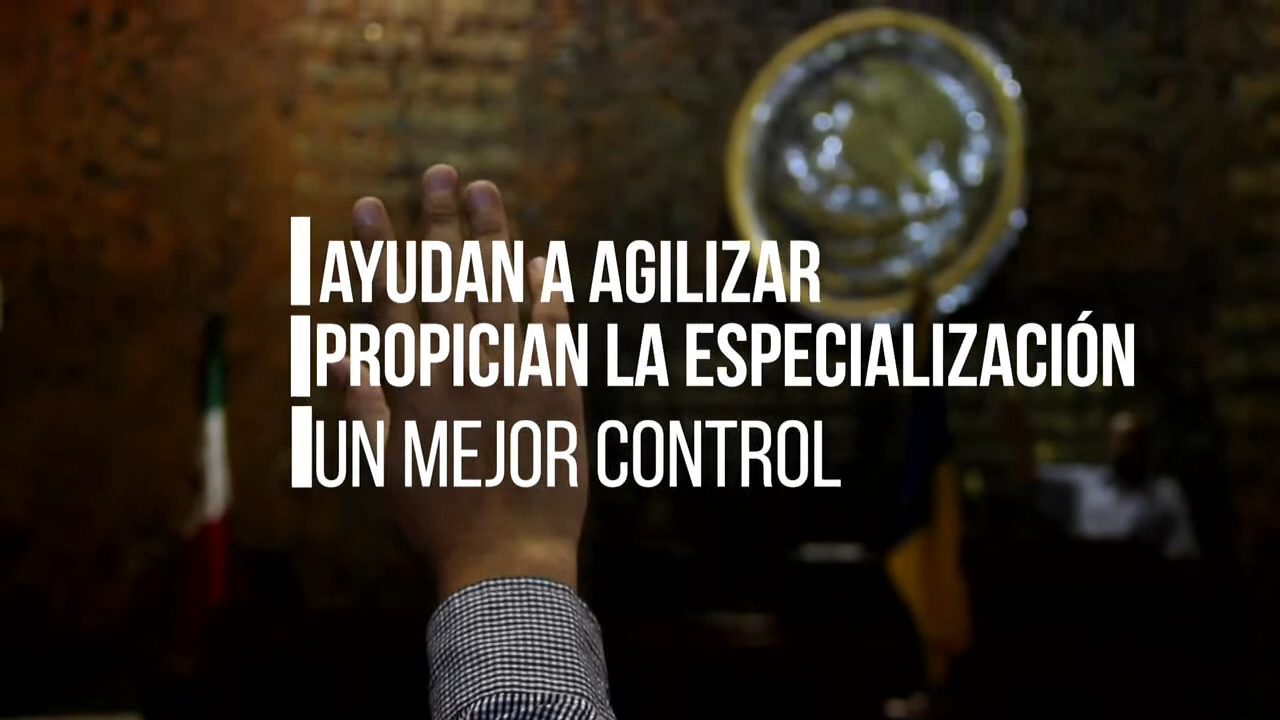 AYUDAN A AGILIZAR
PROPICIAN LA ESPECIALIZACIÓN
UN MEJOR CONTROL